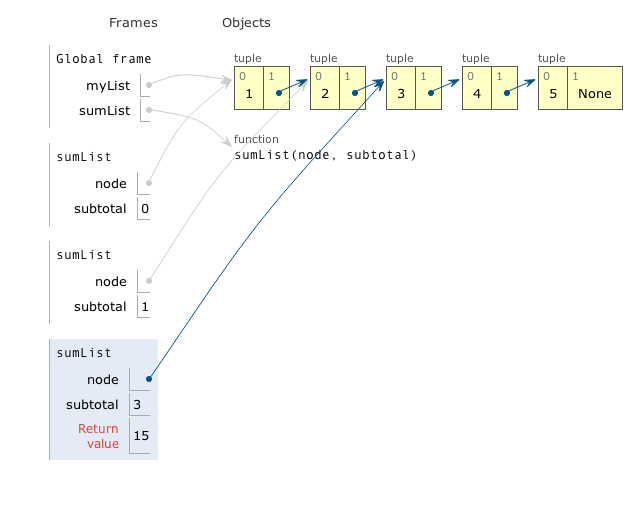 Frames Objects
Global frame
myList
sumList
tuple tuple tuple tuple tuple
0 1 0 1 0 1 0 1 0 1
1 2 3 4 5 None
function
sumList(node, subtotal)
sumList
node
subtotal 0
sumList
node
subtotal 1
sumList
node
subtotal 3
Return
value 15